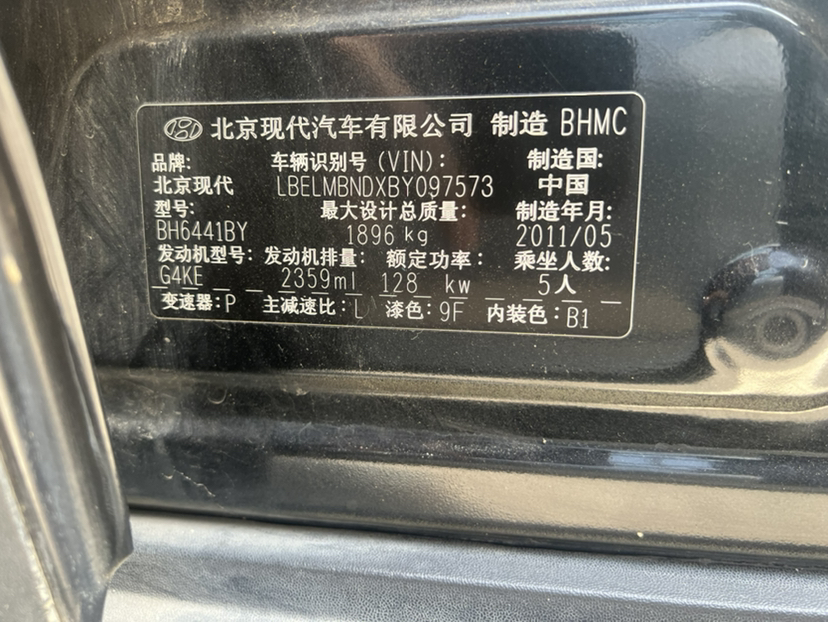 北京现代汽车有限公司 制造 BHMC
品牌: 车辆识别号(VIN): 制造国:
北京现代 LBELMBNDXBY097573 中国
型号: 最大设计总质量: 制造年月:
BH6441BY 1896 kg 2011/05
发动机型号: 发动机排量: 额定功率: 乘坐人数:
G4KE 2359ml 128 kw 5人
变速器:P 主减速比:L 漆色:9F 内装色:B1